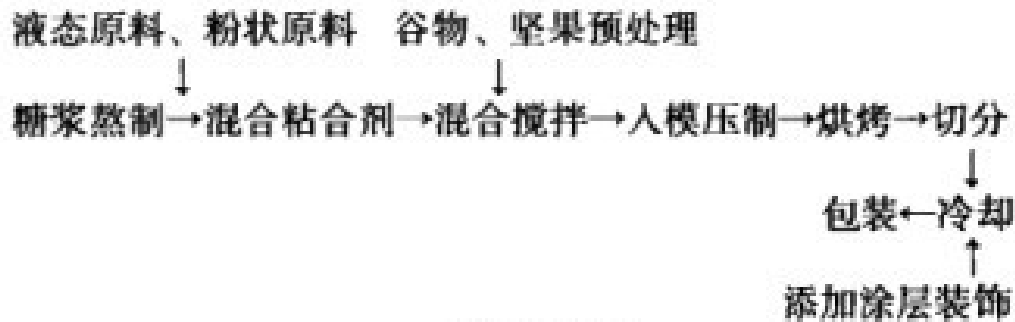 液态原料、粉状原料 谷物、坚果预处理
糖浆熬制→混合粘合剂→混合搅拌→入模压制→烘烤→切分
包装←冷却
添加涂层装饰